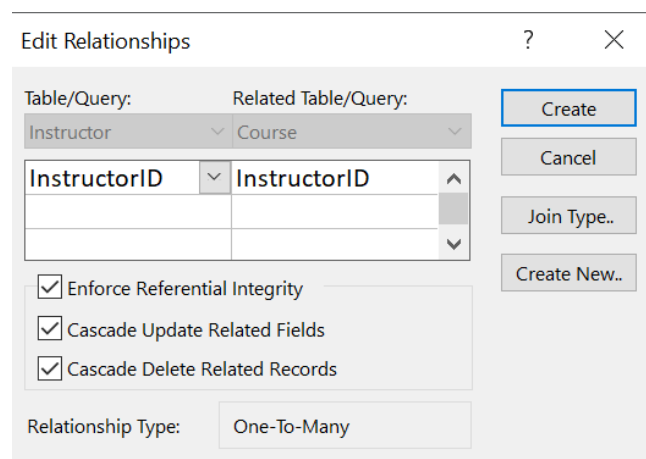 Edit Relationships ? ×
Table/Query: Related Table/Query:
Instructor Course
InstructorID InstructorID
Enforce Referential Integrity
Cascade Update Related Fields
Cascade Delete Related Records
Relationship Type: One-To-Many
Create
Cancel
Join Type..
Create New..